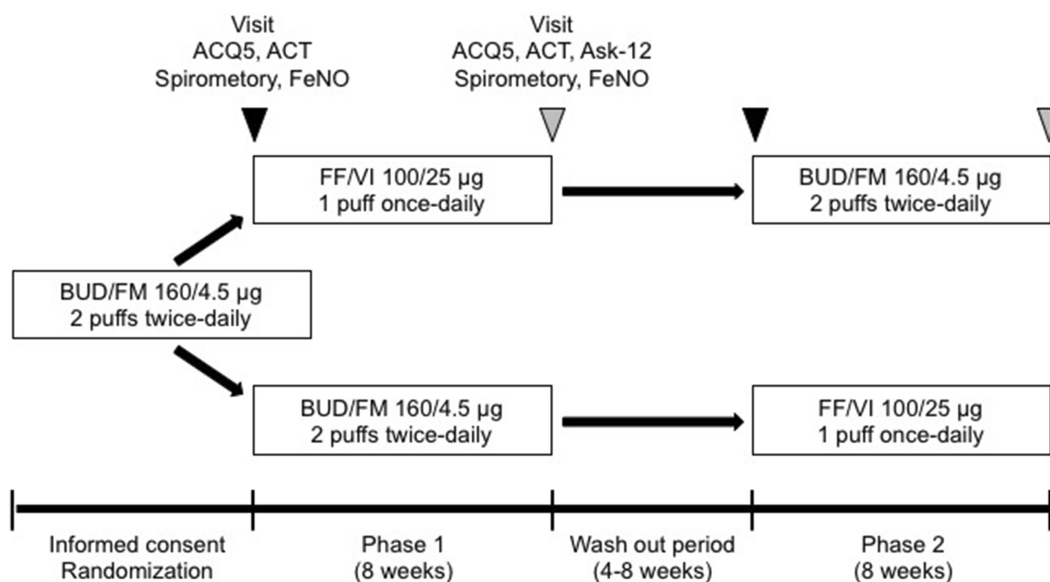 Visit
ACQ5, ACT
Spirometory, FeNO
Visit
ACQ5, ACT, Ask-12
Spirometory, FeNO
FF/VI 100/25 µg
1 puff once-daily
BUD/FM 160/4.5 µg
2 puffs twice-daily
BUD/FM 160/4.5 µg
2 puffs twice-daily
BUD/FM 160/4.5 µg
2 puffs twice-daily
FF/VI 100/25 µg
1 puff once-daily
Informed consent
Randomization
Phase 1
(8 weeks)
Wash out period
(4-8 weeks)
Phase 2
(8 weeks)